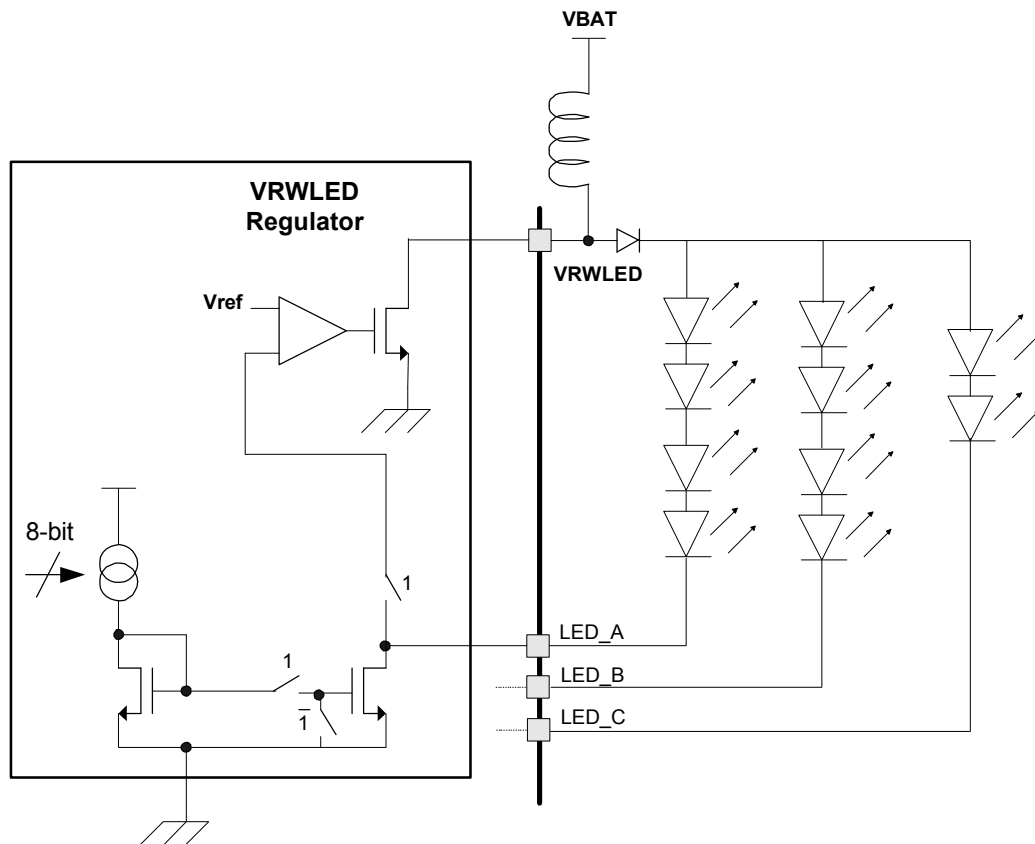 VBAT
VRWLED
Regulator
VRWLED
Vref
8-bit
1
LED_A
1
LED_B
1̅
LED_C